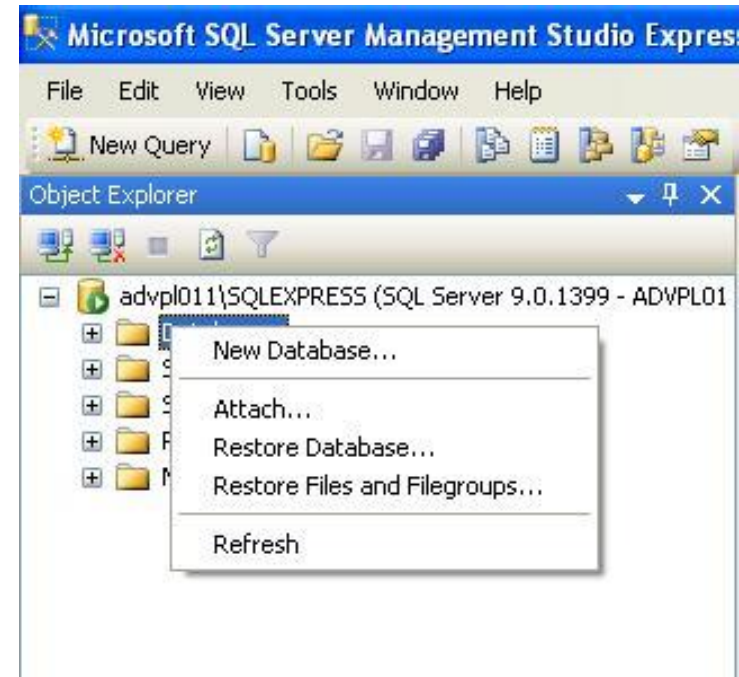 Microsoft SQL Server Management Studio Expres
File Edit View Tools Window Help
New Query
Object Explorer
advpl011\SQLEXPRESS (SQL Server 9.0.1399 - ADVPL01
New Database...
Attach...
Restore Database...
Restore Files and Filegroups...
Refresh